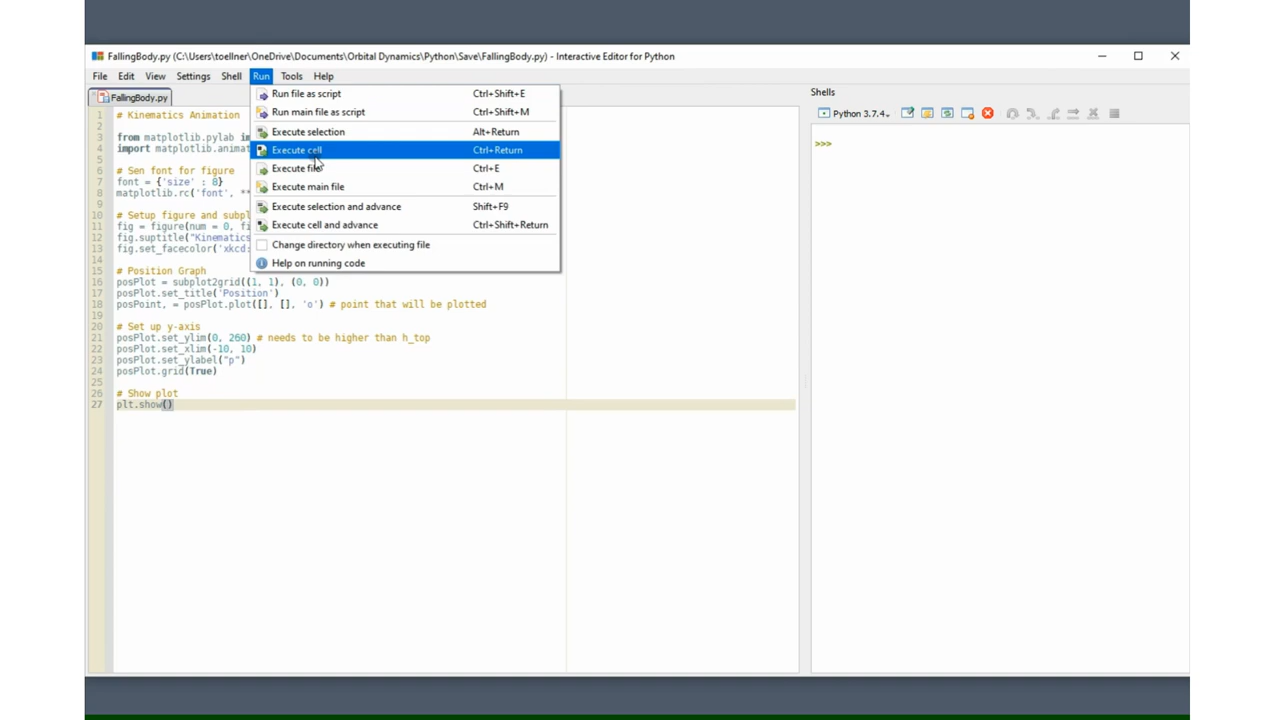 FallingBody.py (C:\Users\toellner\OneDrive\Documents\Orbital Dynamics\Python\Save\FallingBody.py) - Interactive Editor for Python
File Edit View Settings Shell Run Tools Help
FallingBody.py
Run file as script Ctrl+Shift+E
Run main file as script Ctrl+Shift+M
Execute selection Alt+Return
Execute cell Ctrl+Return
Execute file Ctrl+E
Execute main file Ctrl+M
Execute selection and advance Shift+F9
Execute cell and advance Ctrl+Shift+Return
Change directory when executing file
Help on running code
1 # Kinematics Animation
2
3 from matplotlib.pylab im
4 import matplotlib.animat
5
6 # Sen font for figure
7 font = {'size' : 8}
8 matplotlib.rc('font', **
9
10 # Setup figure and subpl
11 fig = figure(num = 0, fi
12 fig.suptitle("Kinematics
13 fig.set_facecolor('xkcd:
14
15 # Position Graph
16 posPlot = subplot2grid((1, 1), (0, 0))
17 posPlot.set_title('Position')
18 posPoint, = posPlot.plot([], [], 'o') # point that will be plotted
19
20 # Set up y-axis
21 posPlot.set_ylim(0, 260) # needs to be higher than h_top
22 posPlot.set_xlim(-10, 10)
23 posPlot.set_ylabel("p")
24 posPlot.grid(True)
25
26 # Show plot
27 plt.show()
Shells
Python 3.7.4
>>>